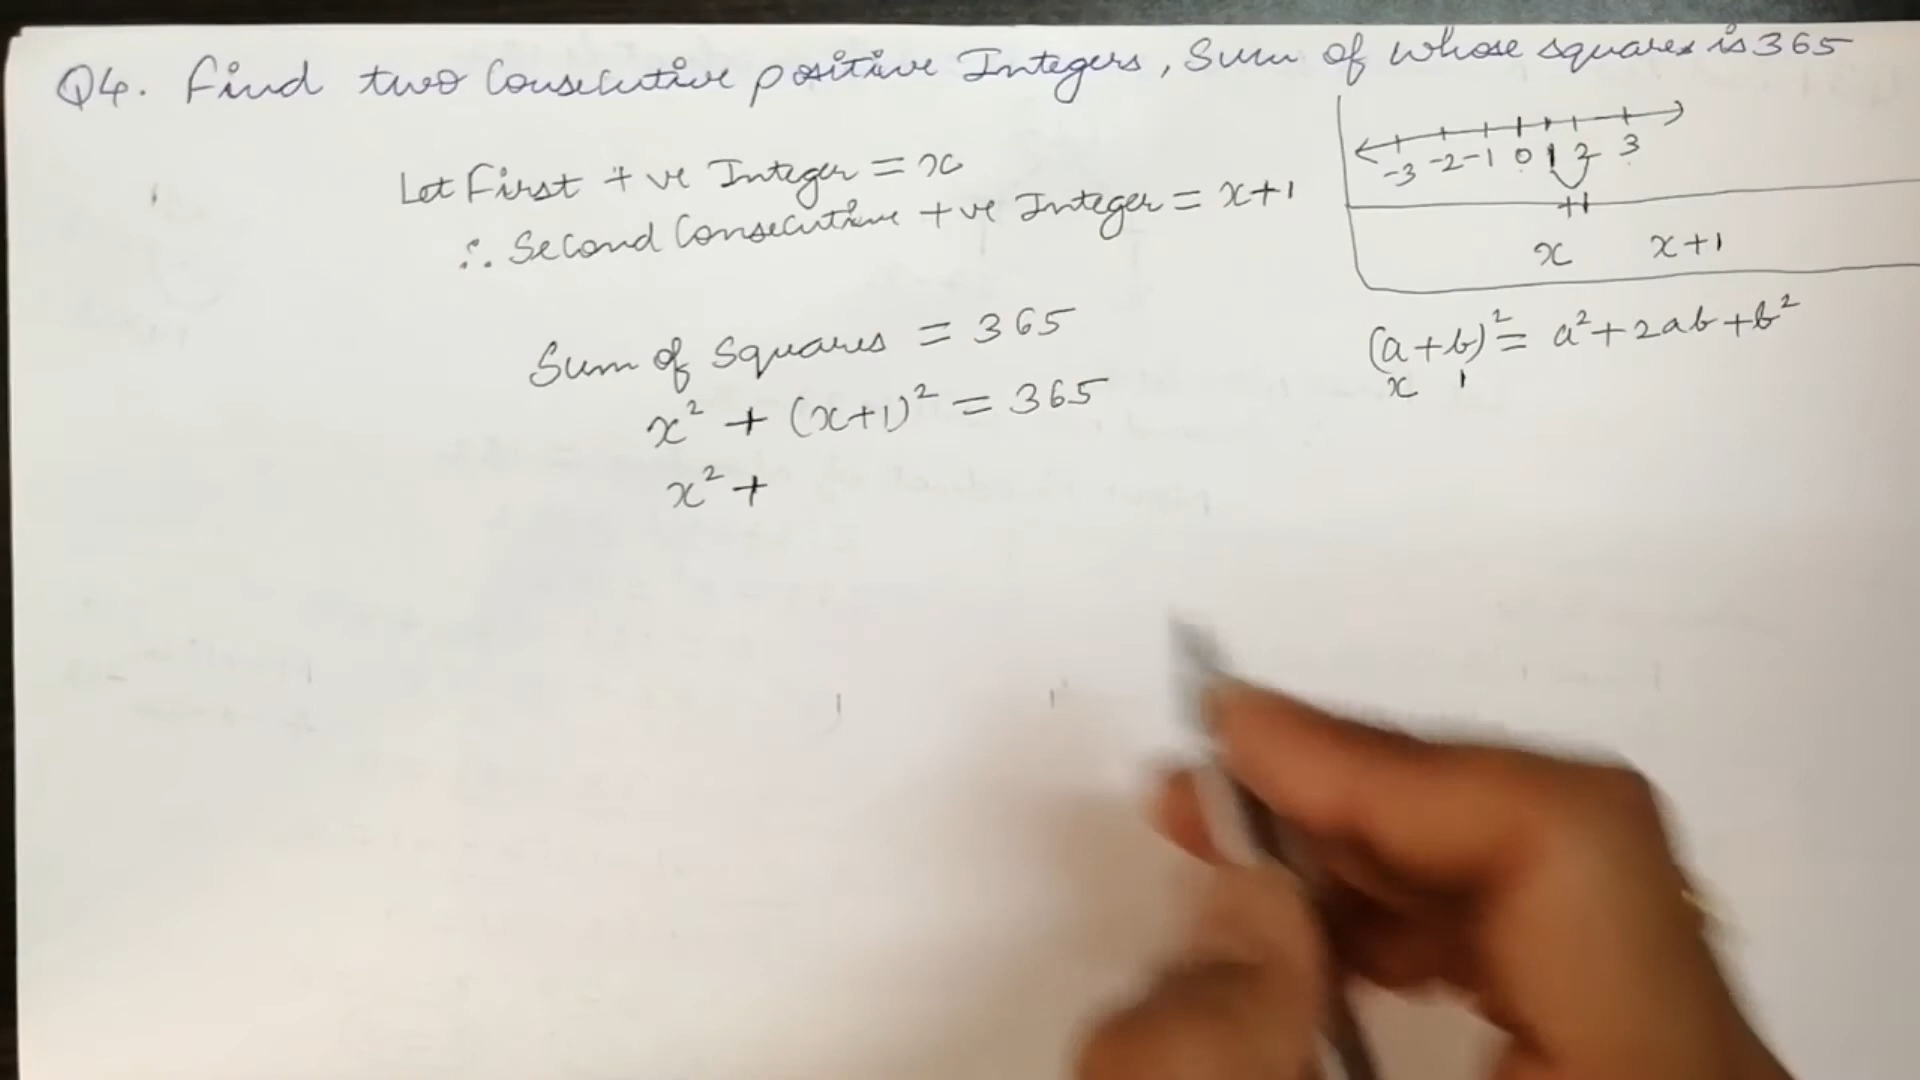 Q4. Find two Consecutive positive Integers, Sum of whose squares is 365
-3 -2 -1 0 1 2 3
+1
Let First +ve Integer = x
∴ Second Consecutive +ve Integer = x+1
x x+1
Sum of squares = 365
(a+b)² = a²+2ab+b²
x 1
x² + (x+1)² = 365
x² +